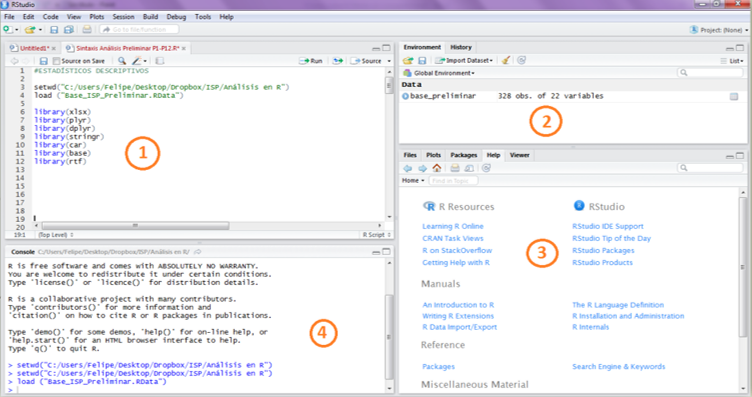 RStudio
File Edit Code View Plots Session Build Debug Tools Help
Go to file/function
Project: (None)
Untitled1* × Sintaxis Análisis Preliminar P1-P12.R* ×
Source on Save Run Source
1 #ESTADÍSTICOS DESCRIPTIVOS
2
3 setwd("C:/Users/Felipe/Desktop/Dropbox/ISP/Análisis en R")
4 load ("Base_ISP_Preliminar.RData")
5
6 library(xlsx)
7 library(plyr)
8 library(dplyr)
9 library(stringr)
10 library(car)
11 library(base)
12 library(rtf)
13
14
15
16
17
18
19
20
1
19:1 (Top Level) R Script
Console C:/Users/Felipe/Desktop/Dropbox/ISP/Análisis en R/
R is free software and comes with ABSOLUTELY NO WARRANTY.
You are welcome to redistribute it under certain conditions.
Type 'license()' or 'licence()' for distribution details.
R is a collaborative project with many contributors.
Type 'contributors()' for more information and
'citation()' on how to cite R or R packages in publications.
Type 'demo()' for some demos, 'help()' for on-line help, or
'help.start()' for an HTML browser interface to help.
Type 'q()' to quit R.
> setwd("C:/Users/Felipe/Desktop/Dropbox/ISP/Análisis en R")
> setwd("C:/Users/Felipe/Desktop/Dropbox/ISP/Análisis en R")
> load ("Base_ISP_Preliminar.RData")
>
4
Environment History
Import Dataset List
Global Environment
Data
base_preliminar 328 obs. of 22 variables
2
Files Plots Packages Help Viewer
Home Find in Topic
R Resources
Learning R Online
CRAN Task Views
R on StackOverflow
Getting Help with R
RStudio
RStudio IDE Support
RStudio Tip of the Day
RStudio Packages
RStudio Products
3
Manuals
An Introduction to R The R Language Definition
Writing R Extensions R Installation and Administration
R Data Import/Export R Internals
Reference
Packages Search Engine & Keywords
Miscellaneous Material